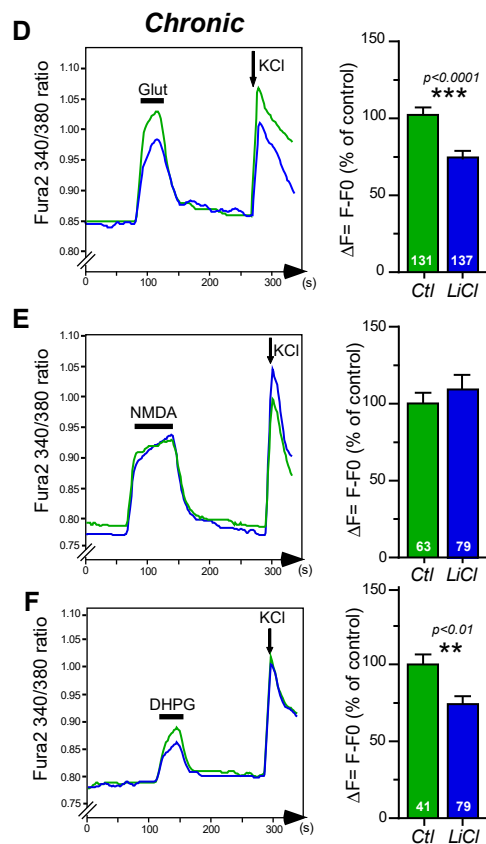 Chronic
D
Fura2 340/380 ratio
1.10
1.05
1.00
0.95
0.90
0.85
0.80
Glut
KCl
0
100
200
300
(s)
ΔF= F-F0 (% of control)
150
100
50
0
p<0.0001
***
131
137
Ctl
LiCl
E
Fura2 340/380 ratio
1.10
1.05
1.00
0.95
0.90
0.85
0.80
0.75
NMDA
KCl
0
100
200
300
(s)
ΔF= F-F0 (% of control)
150
100
50
0
63
79
Ctl
LiCl
F
Fura2 340/380 ratio
1.10
1.00
0.95
0.90
0.85
0.80
0.75
DHPG
KCl
0
100
200
300
(s)
ΔF= F-F0 (% of control)
150
100
50
0
p<0.01
**
41
79
Ctl
LiCl